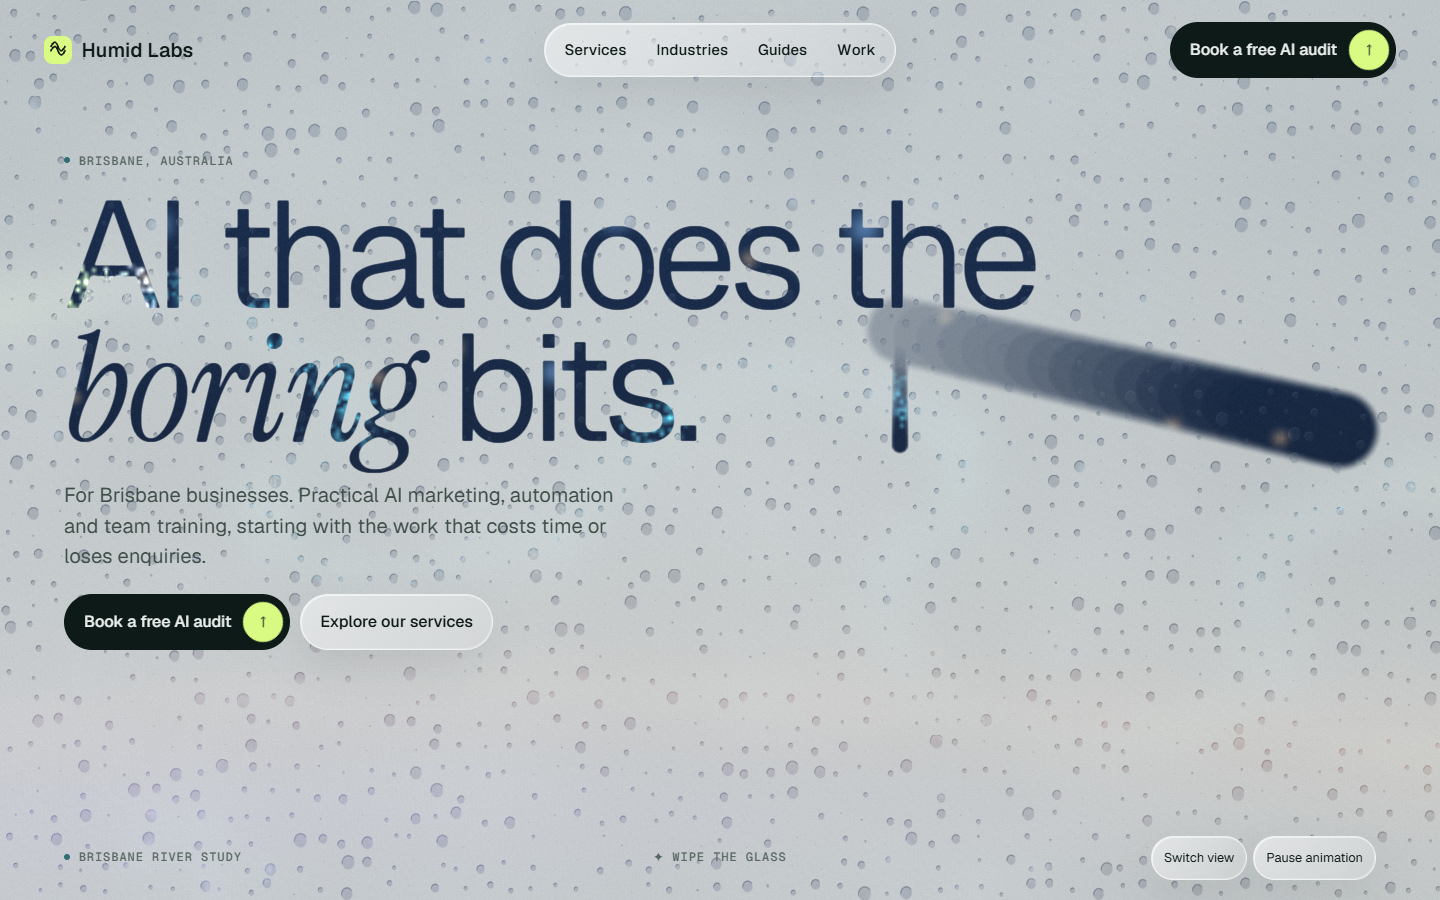 Humid Labs
Services Industries Guides Work
Book a free AI audit ↑
BRISBANE, AUSTRALIA
AI that does the
boring bits.
For Brisbane businesses. Practical AI marketing, automation
and team training, starting with the work that costs time or
loses enquiries.
Book a free AI audit ↑
Explore our services
BRISBANE RIVER STUDY
WIPE THE GLASS
Switch view
Pause animation